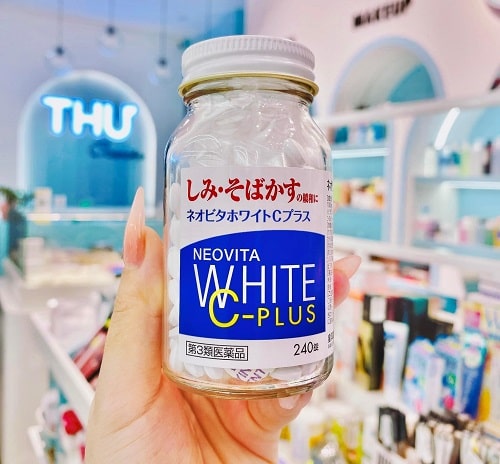 MAKEUP
THU
しみ・そばかすの緩和に
ネオビタホワイトCプラス
NEOVITA
WHITE
C-PLUS
第3類医薬品
240錠